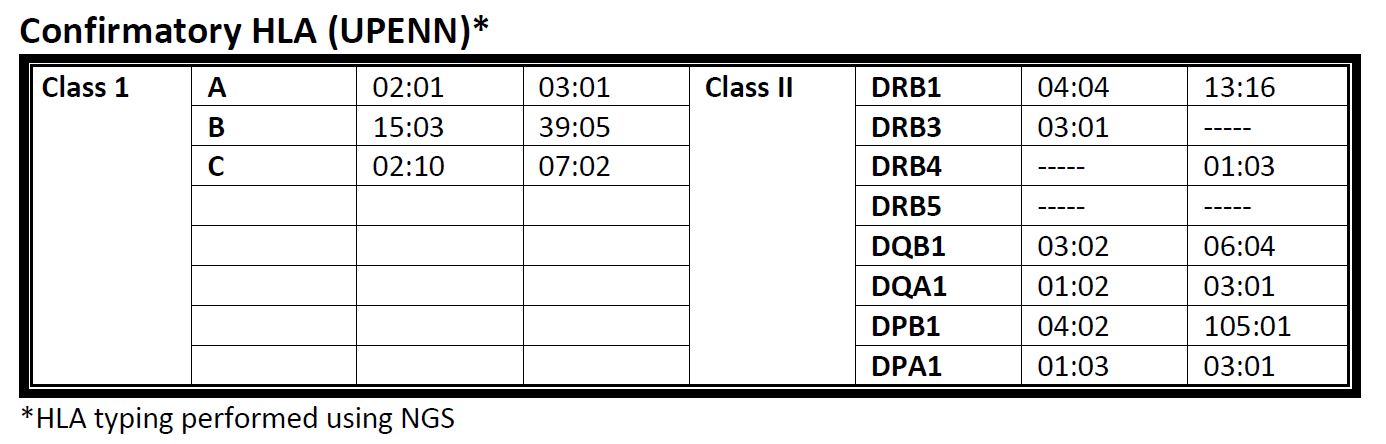 Confirmatory HLA (UPENN)*
Class 1 A 02:01 03:01 Class II DRB1 04:04 13:16
B 15:03 39:05 DRB3 03:01 -----
C 02:10 07:02 DRB4 ----- 01:03
DRB5 ----- -----
DQB1 03:02 06:04
DQA1 01:02 03:01
DPB1 04:02 105:01
DPA1 01:03 03:01
*HLA typing performed using NGS